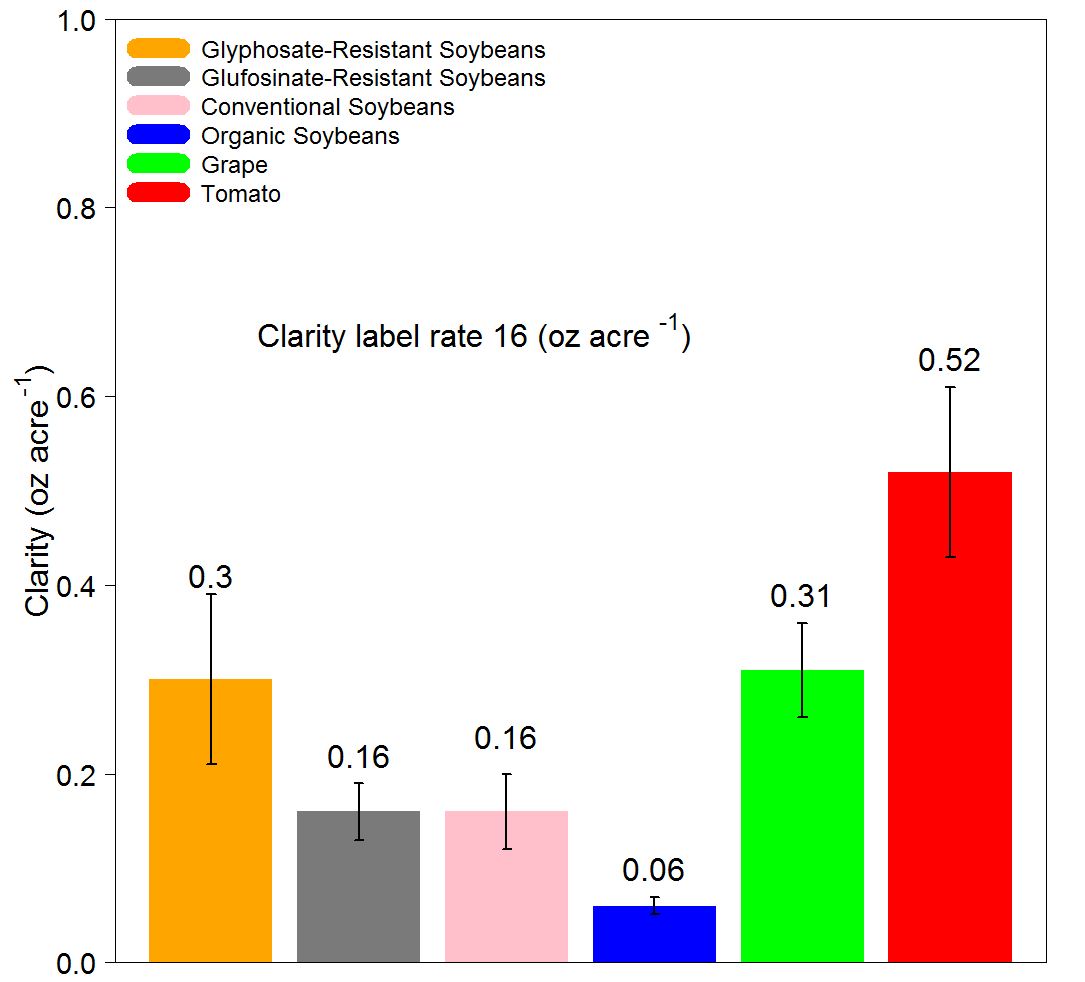 1.0
Glyphosate-Resistant Soybeans
Glufosinate-Resistant Soybeans
Conventional Soybeans
Organic Soybeans
Grape
Tomato
0.8
Clarity label rate 16 (oz acre -1)
0.52
Clarity (oz acre-1)
0.6
0.3
0.4
0.31
0.16
0.16
0.2
0.06
0.0